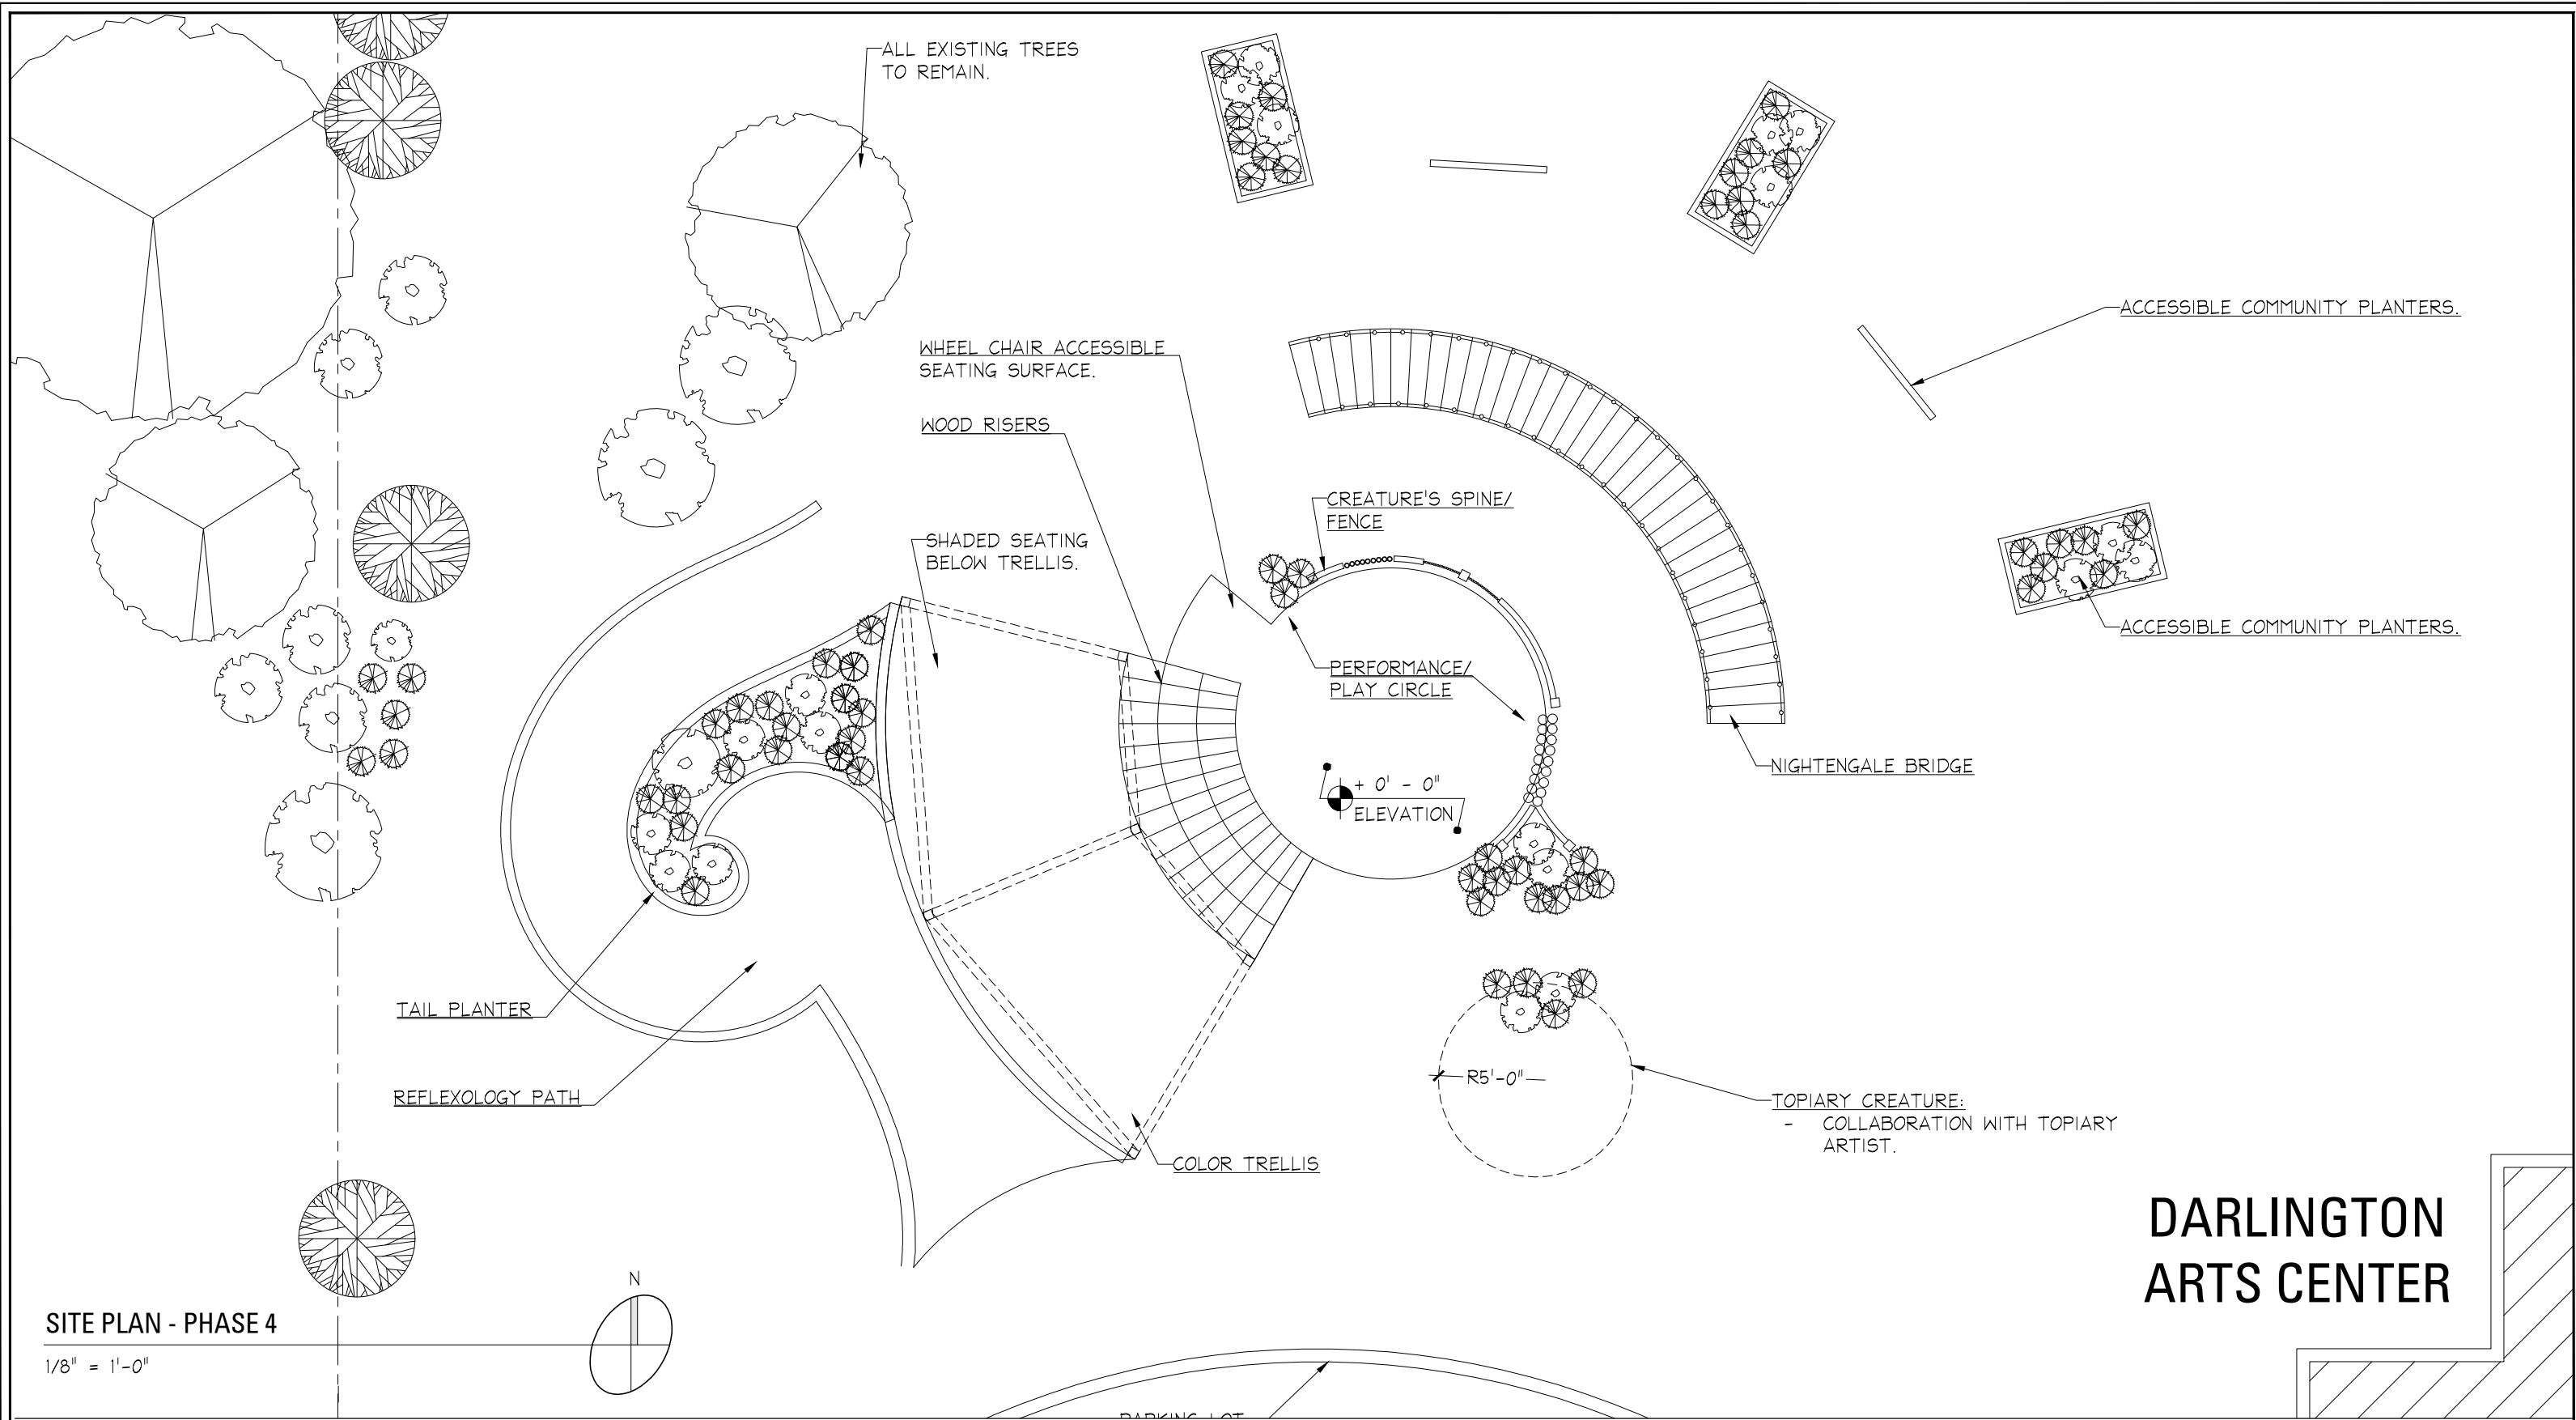 ALL EXISTING TREES
TO REMAIN.
ACCESSIBLE COMMUNITY PLANTERS.
WHEEL CHAIR ACCESSIBLE
SEATING SURFACE.
WOOD RISERS
CREATURE'S SPINE/
FENCE
SHADED SEATING
BELOW TRELLIS.
ACCESSIBLE COMMUNITY PLANTERS.
PERFORMANCE/
PLAY CIRCLE
NIGHTENGALE BRIDGE
+ 0' - 0"
ELEVATION
TAIL PLANTER
R5'-0"
REFLEXOLOGY PATH
TOPIARY CREATURE:
- COLLABORATION WITH TOPIARY
ARTIST.
COLOR TRELLIS
DARLINGTON
ARTS CENTER
N
SITE PLAN - PHASE 4
1/8" = 1'-0"
PARKING LOT